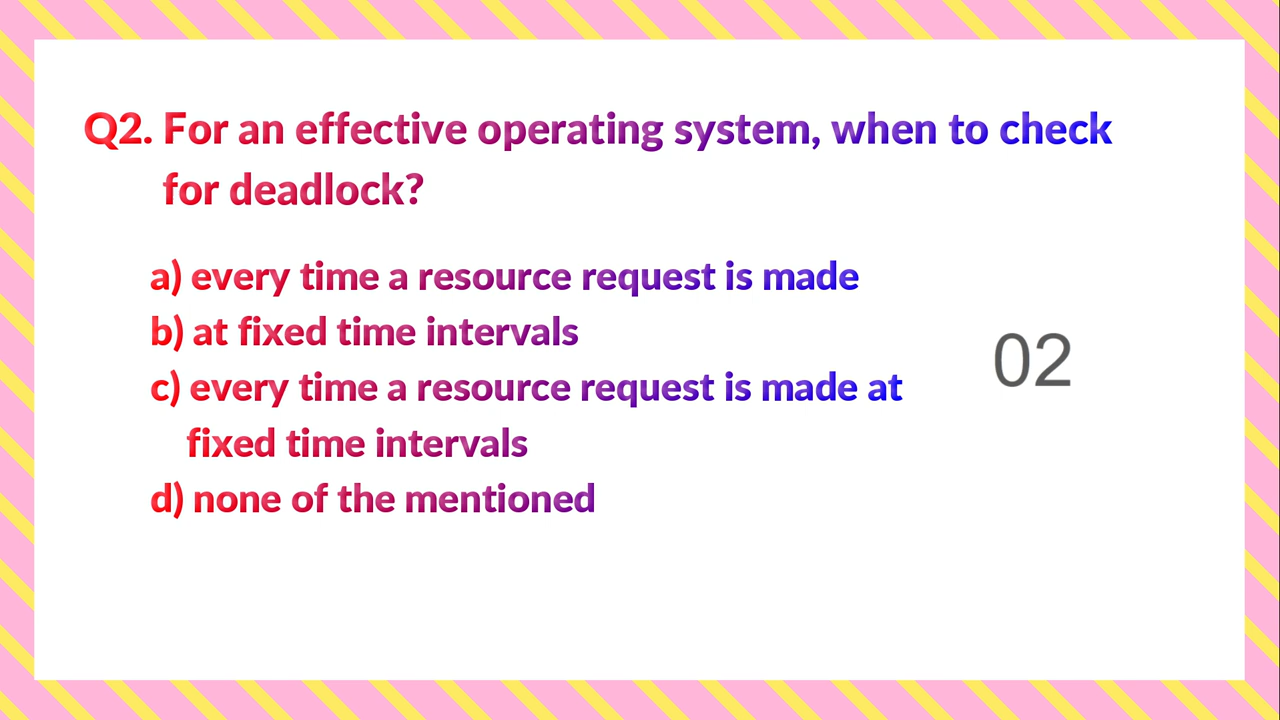 Q2. For an effective operating system, when to check
for deadlock?
a) every time a resource request is made
b) at fixed time intervals
c) every time a resource request is made at
fixed time intervals
d) none of the mentioned
02